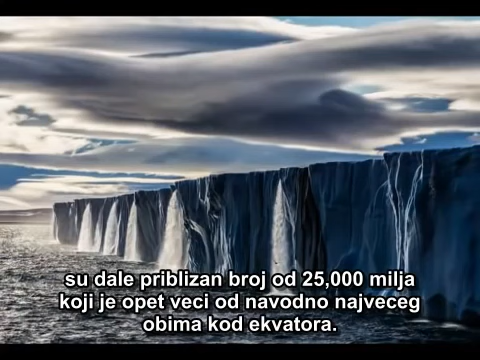 su dale priblizan broj od 25,000 milja
koji je opet veci od navodno najveceg
obima kod ekvatora.